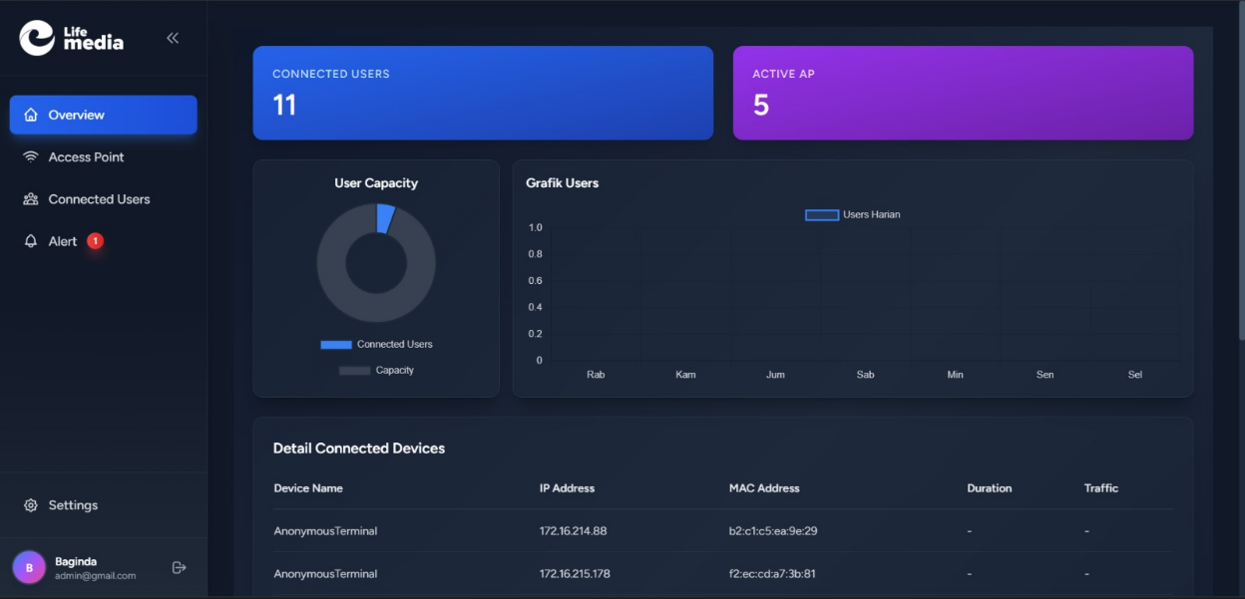 Life
media
Overview
Access Point
Connected Users
Alert 1
Settings
B
Baginda
admin@gmail.com
CONNECTED USERS
11
ACTIVE AP
5
User Capacity
Connected Users
Capacity
Grafik Users
Users Harian
1.0
0.8
0.6
0.4
0.2
0
Rab Kam Jum Sab Min Sen Sel
Detail Connected Devices
Device Name IP Address MAC Address Duration Traffic
AnonymousTerminal 172.16.214.88 b2:c1:c5:ea:9e:29 - -
AnonymousTerminal 172.16.215.178 f2:ec:cd:a7:3b:81 - -